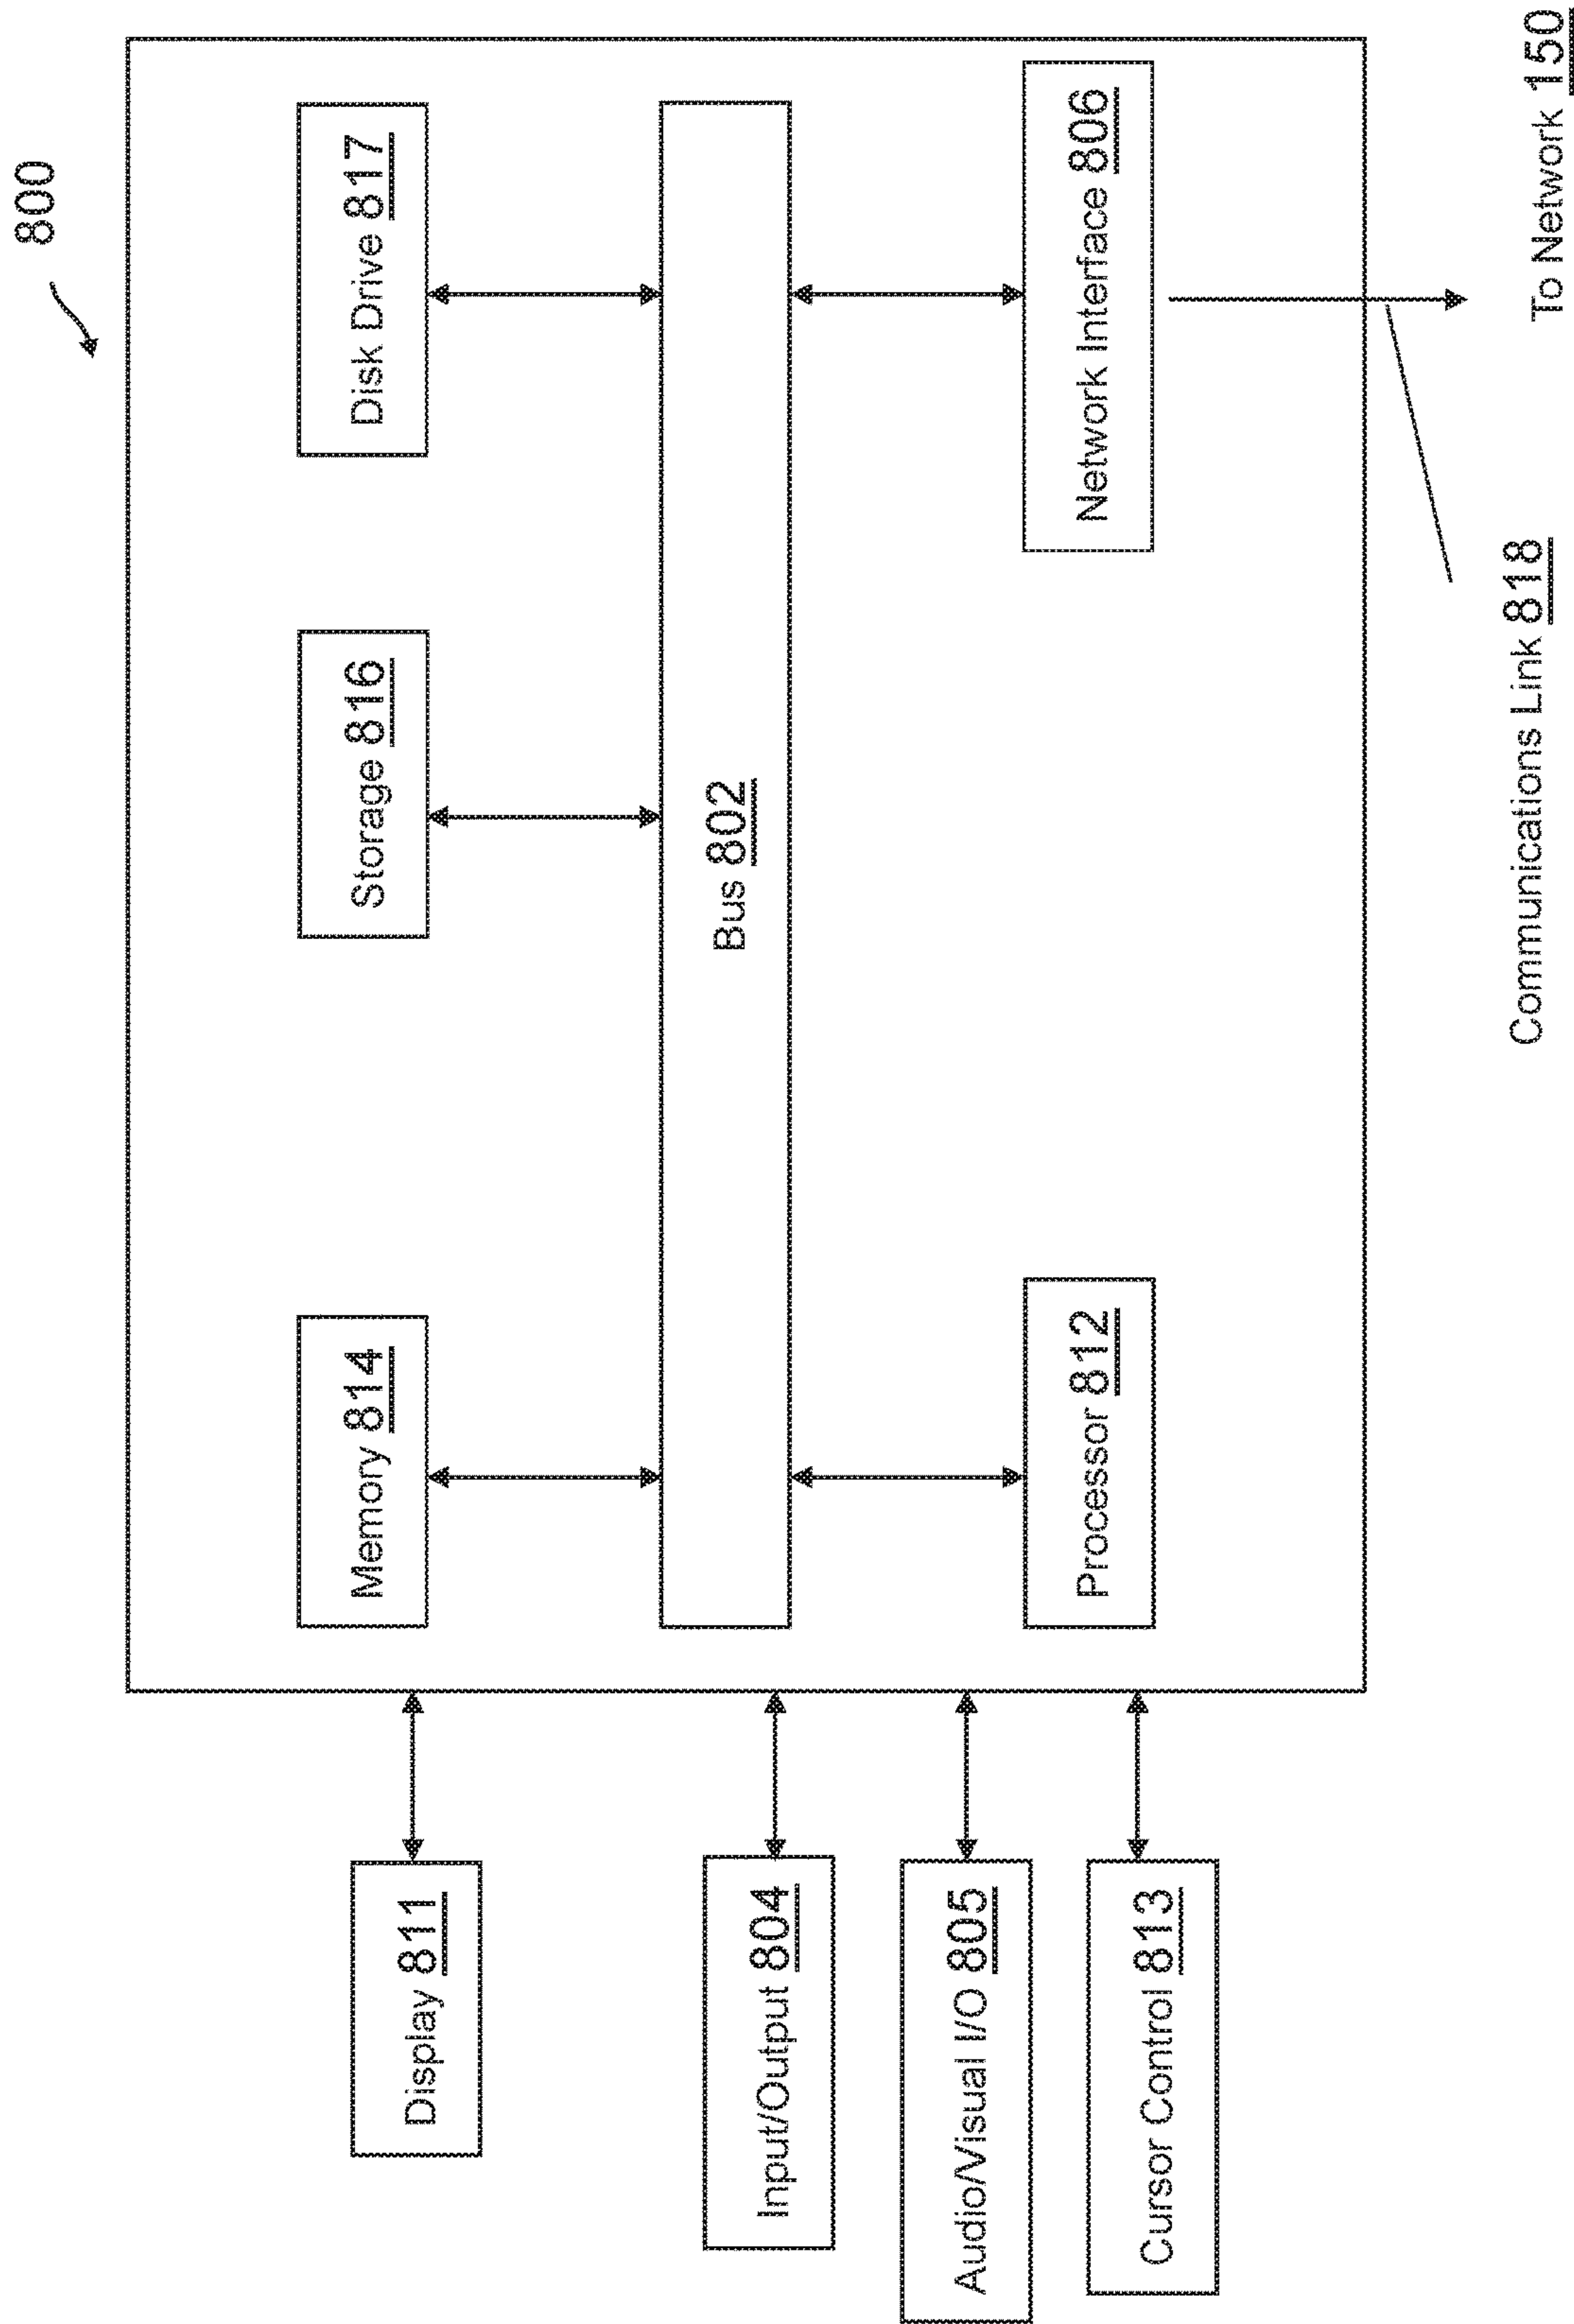 800
Memory 814
Storage 816
Disk Drive 817
Display 811
Bus 802
Input/Output 804
Audio/Visual I/O 805
Cursor Control 813
Processor 812
Network Interface 806
Communications Link 818
To Network 150